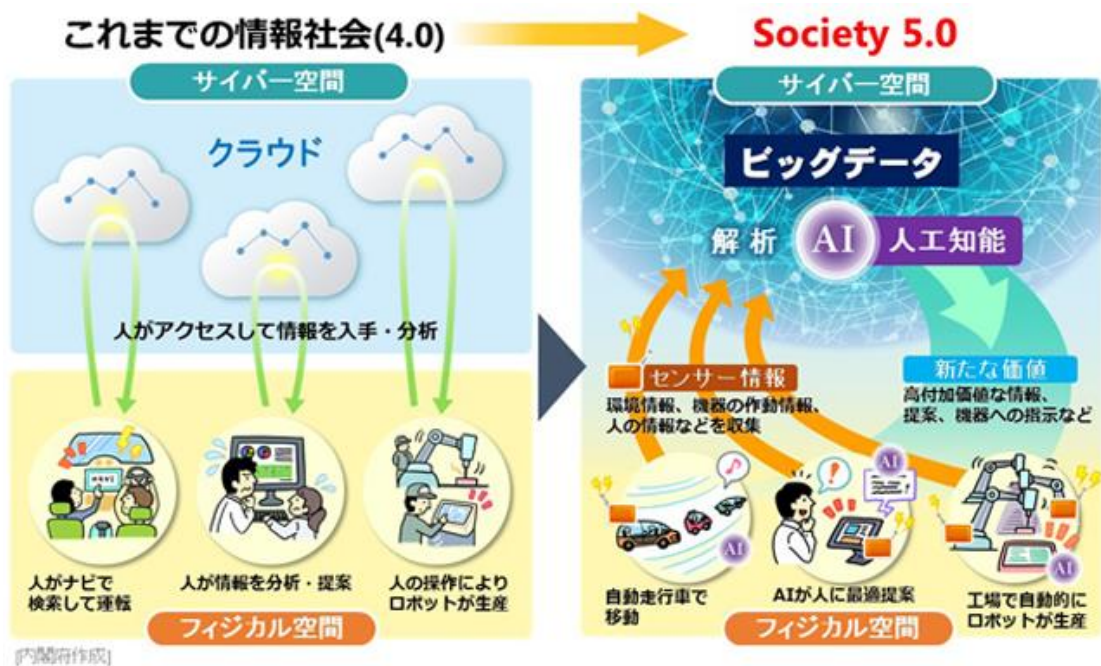 これまでの情報社会(4.0)
Society 5.0
サイバー空間
クラウド
人がアクセスして情報を入手・分析
人がナビで
検索して運転
人が情報を分析・提案
人の操作により
ロボットが生産
フィジカル空間
サイバー空間
ビッグデータ
解析 AI 人工知能
センサー情報
環境情報、機器の作動情報、
人の情報などを収集
新たな価値
高付加価値な情報、
提案、機器への指示など
AI
AI
AI
自動走行車で
移動
AIが人に最適提案
工場で自動的に
ロボットが生産
フィジカル空間
[内閣府作成]